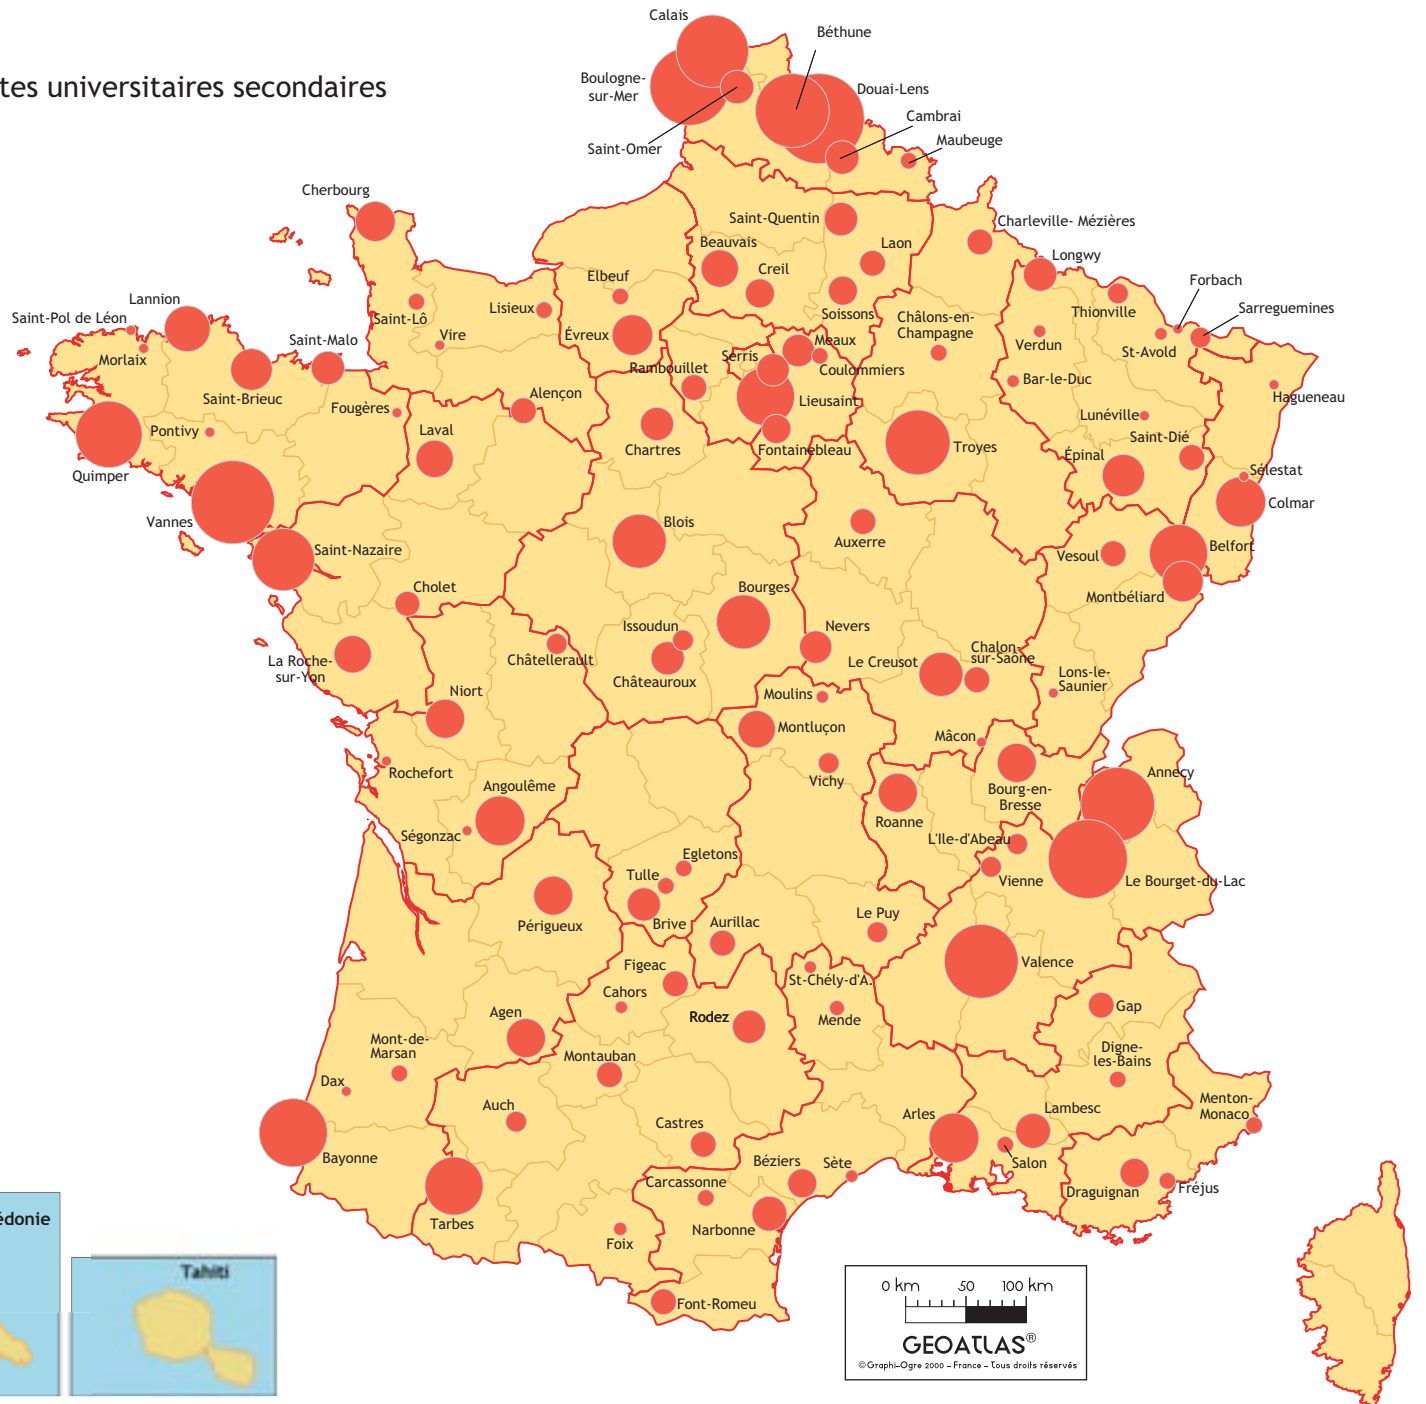 tes universitaires secondaires
Calais
Béthune
Boulogne-
sur-Mer
Douai-Lens
Cambrai
Saint-Omer
Maubeuge
Cherbourg
Saint-Quentin
Charleville- Mézières
Beauvais
Laon
Longwy
Creil
Elbeuf
Forbach
Lannion
Sarreguemines
Saint-Pol de Léon
Lisieux
Saint-Lô
Soissons
Châlons-en-
Champagne
Thionville
Saint-Malo
Vire
Évreux
Meaux
Verdun
St-Avold
Morlaix
Serris
Coulommiers
Rambouillet
Bar-le-Duc
Saint-Brieuc
Alençon
Hagueneau
Fougères
Lieusaint
Lunéville
Pontivy
Laval
Saint-Dié
Chartres
Fontainebleau
Troyes
Épinal
Quimper
Sélestat
Colmar
Vannes
Blois
Auxerre
Saint-Nazaire
Belfort
Vesoul
Cholet
Bourges
Montbéliard
Issoudun
Nevers
La Roche-
sur-Yon
Châtellerault
Châteauroux
Le Creusot
Chalon-
sur-Saône
Lons-le-
Saunier
Niort
Moulins
Montluçon
Mâcon
Rochefort
Vichy
Annecy
Angoulême
Bourg-en-
Bresse
Roanne
Ségonzac
L'Ile-d'Abeau
Egletons
Tulle
Vienne
Le Bourget-du-Lac
Périgueux
Brive
Aurillac
Le Puy
Figeac
Valence
St-Chély-d'A.
Cahors
Agen
Rodez
Mende
Gap
Mont-de-
Marsan
Montauban
Digne-
les-Bains
Dax
Auch
Castres
Arles
Lambesc
Menton-
Monaco
Bayonne
Béziers
Sète
Salon
Carcassonne
Draguignan
Fréjus
Tarbes
Narbonne
Foix
édonie
Tahiti
Font-Romeu
0 km 50 100 km
GEOATLAS®
© Graphi-Ogre 2000 - France - Tous droits réservés